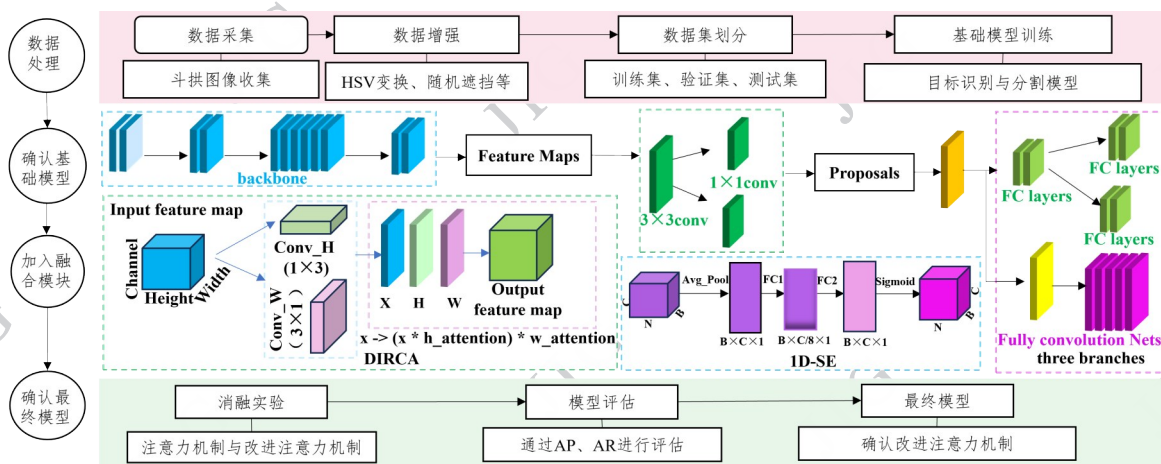 数据
处理
确认基
础模型
加入融
合模块
确认最
终模型
数据采集
数据增强
数据集划分
基础模型训练
斗拱图像收集
HSV变换、随机遮挡等
训练集、验证集、测试集
目标识别与分割模型
backbone
Feature Maps
1×1conv
3×3conv
Proposals
FC layers
FC layers
FC layers
Fully convolution Nets
three branches
Input feature map
Channel
Height
Width
Conv_H
(1×3)
Conv_W
(3×1)
X
H
W
Output
feature map
x -> (x * h_attention) * w_attention
DIRCA
C
N
B
Avg_Pool
FC1
FC2
Sigmoid
C
N
B
B×C×1
B×C/8×1
B×C×1
1D-SE
消融实验
模型评估
最终模型
注意力机制与改进注意力机制
通过AP、AR进行评估
确认改进注意力机制